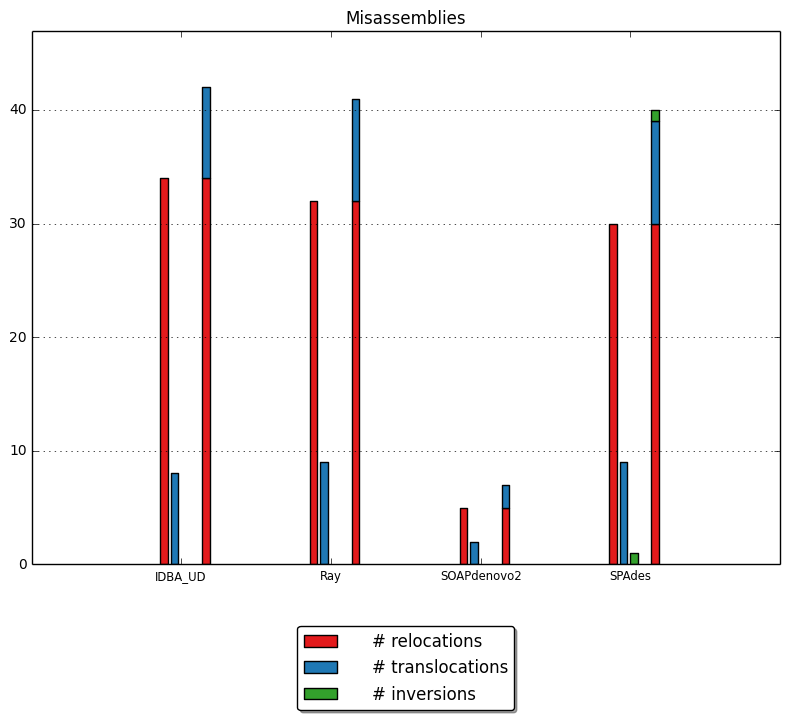 Misassemblies
40
30
20
10
0
IDBA_UD Ray SOAPdenovo2 SPAdes
# relocations
# translocations
# inversions